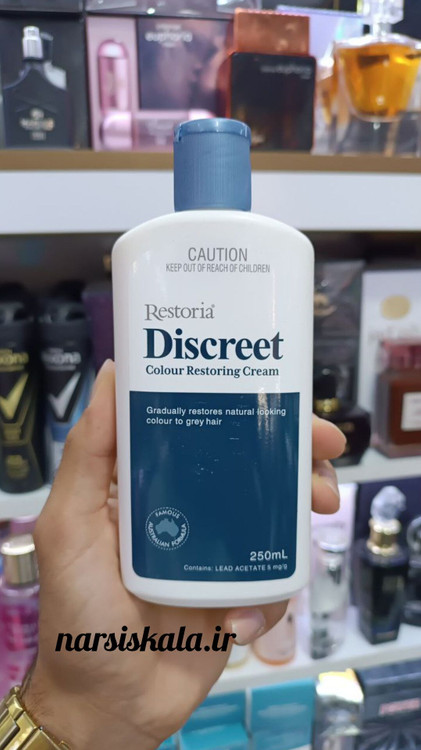 euphoria
CAUTION
KEEP OUT OF REACH OF CHILDREN
Restoria®
Discreet
Colour Restoring Cream
Gradually restores natural looking
colour to grey hair
FAMOUS
AUSTRALIAN FORMULA
250mL
Contains: LEAD ACETATE 5 mg/g
narsiskala.ir